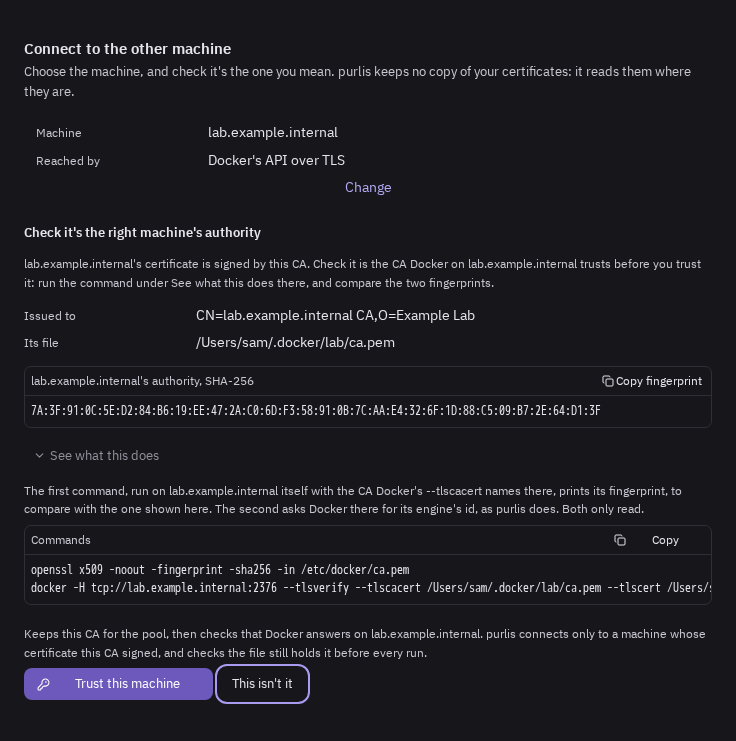 Connect to the other machine
Choose the machine, and check it's the one you mean. purlis keeps no copy of your certificates: it reads them where
they are.
Machine lab.example.internal
Reached by Docker's API over TLS
Change
Check it's the right machine's authority
lab.example.internal's certificate is signed by this CA. Check it is the CA Docker on lab.example.internal trusts before you trust
it: run the command under See what this does there, and compare the two fingerprints.
Issued to CN=lab.example.internal CA,O=Example Lab
Its file /Users/sam/.docker/lab/ca.pem
lab.example.internal's authority, SHA-256 Copy fingerprint
7A:3F:91:0C:5E:D2:84:B6:19:EE:47:2A:C0:6D:F3:58:91:0B:7C:AA:E4:32:6F:1D:88:C5:09:B7:2E:64:D1:3F
See what this does
The first command, run on lab.example.internal itself with the CA Docker's --tlscacert names there, prints its fingerprint, to
compare with the one shown here. The second asks Docker there for its engine's id, as purlis does. Both only read.
Commands Copy
openssl x509 -noout -fingerprint -sha256 -in /etc/docker/ca.pem
docker -H tcp://lab.example.internal:2376 --tlsverify --tlscacert /Users/sam/.docker/lab/ca.pem --tlscert /Users/
Keeps this CA for the pool, then checks that Docker answers on lab.example.internal. purlis connects only to a machine whose
certificate this CA signed, and checks the file still holds it before every run.
Trust this machine This isn't it